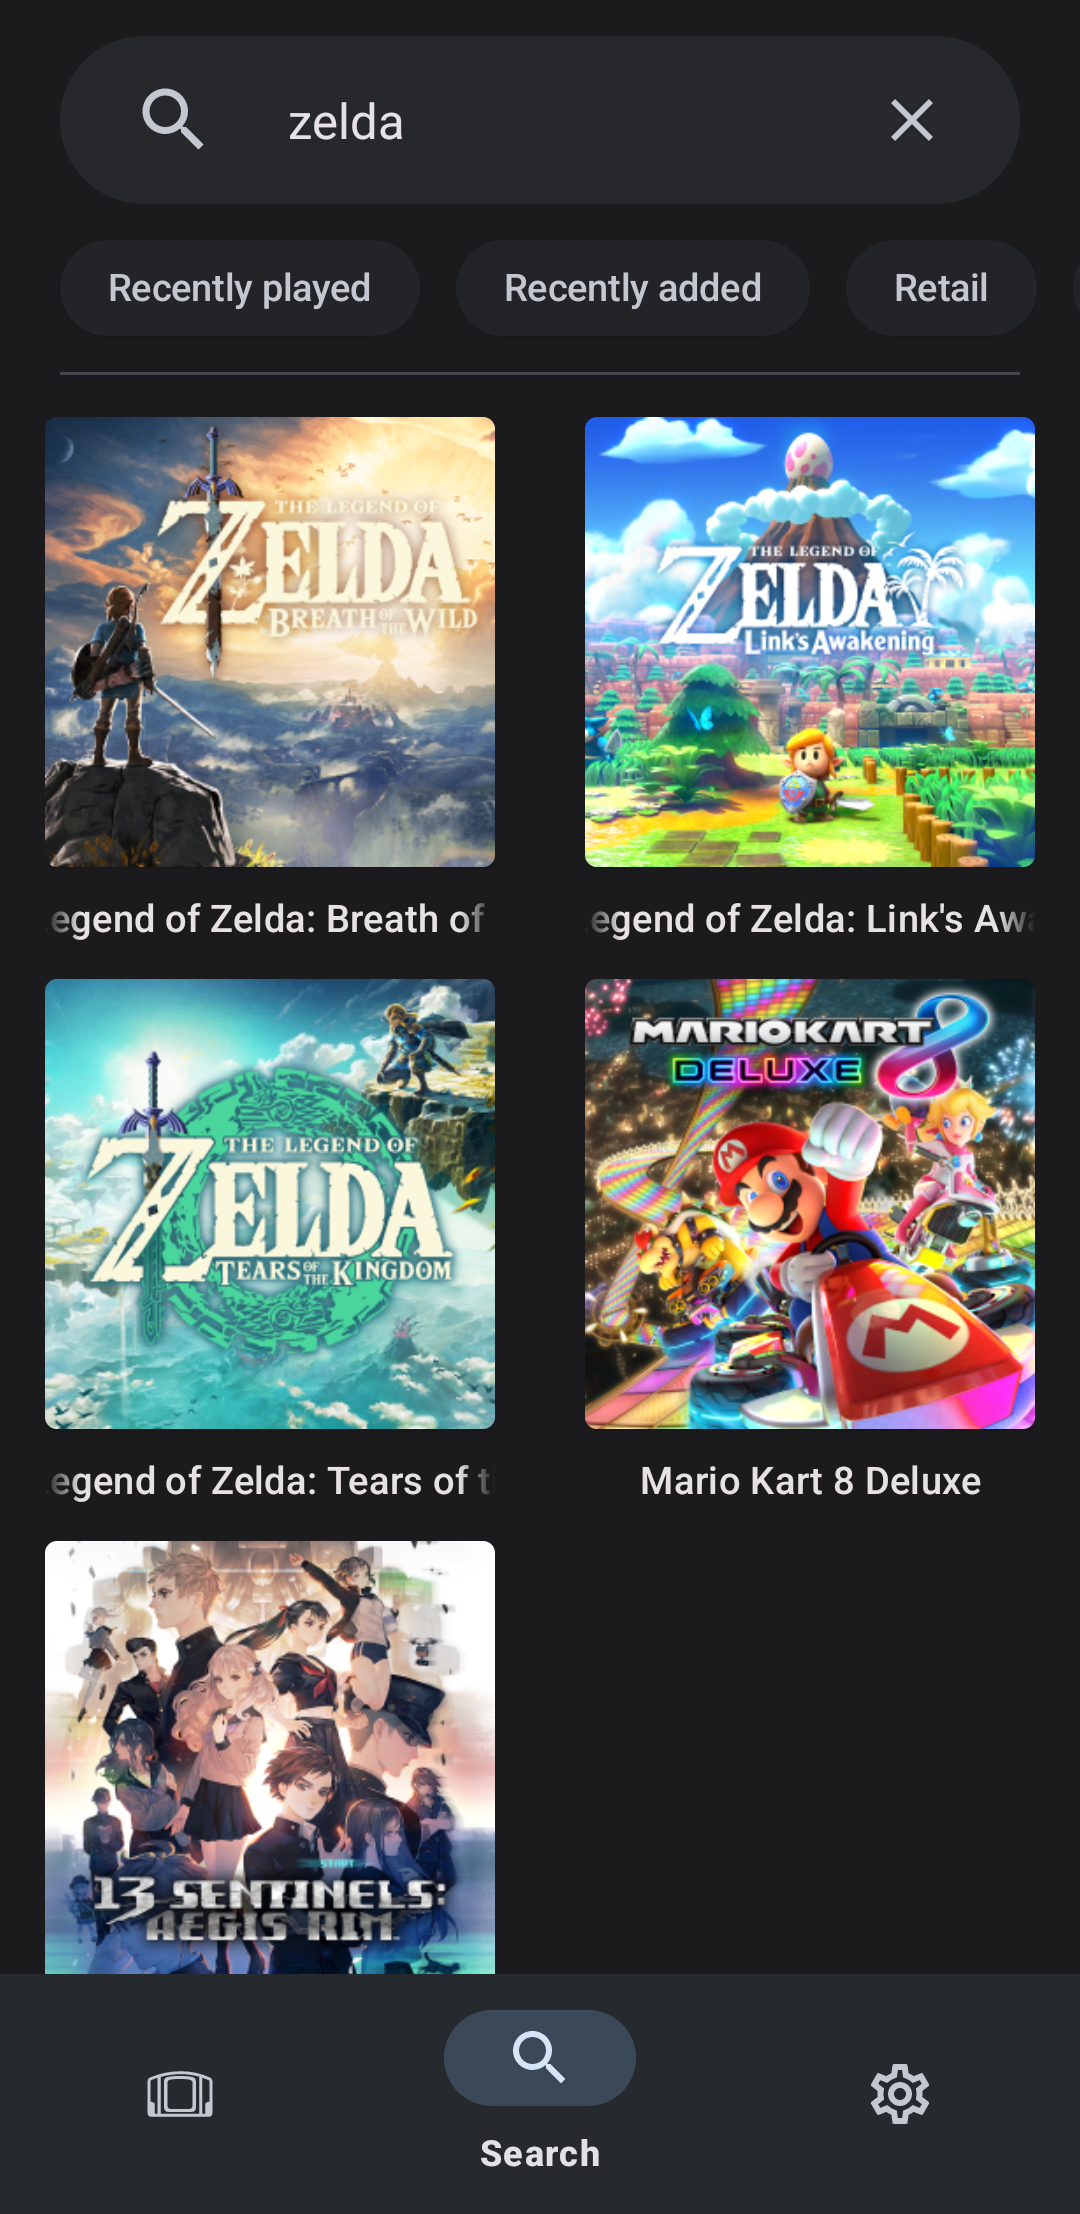 zelda
Recently played
Recently added
Retail
THE LEGEND OF
ZELDA
BREATH OF THE WILD
THE LEGEND OF
ZELDA
Link's Awakening
egend of Zelda: Breath of
egend of Zelda: Link's Awa
THE LEGEND OF
ZELDA
TEARS OF THE KINGDOM
MARIOKART 8
DELUXE
egend of Zelda: Tears of t
Mario Kart 8 Deluxe
START
13 SENTINELS:
AEGIS RIM
Search